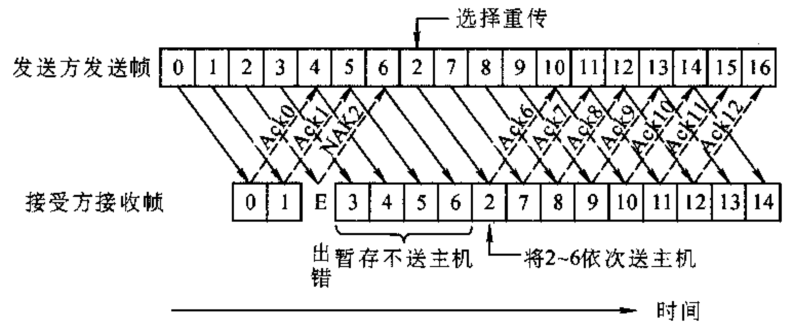 选择重传
发送方发送帧 0 1 2 3 4 5 6 2 7 8 9 10 11 12 13 14 15 16
Ack0 Ack1 NAK2 Ack6 Ack7 Ack8 Ack9 Ack10 Ack11 Ack12
接受方接收帧 0 1 E 3 4 5 6 2 7 8 9 10 11 12 13 14
出错 暂存不送主机 将2~6依次送主机
时间